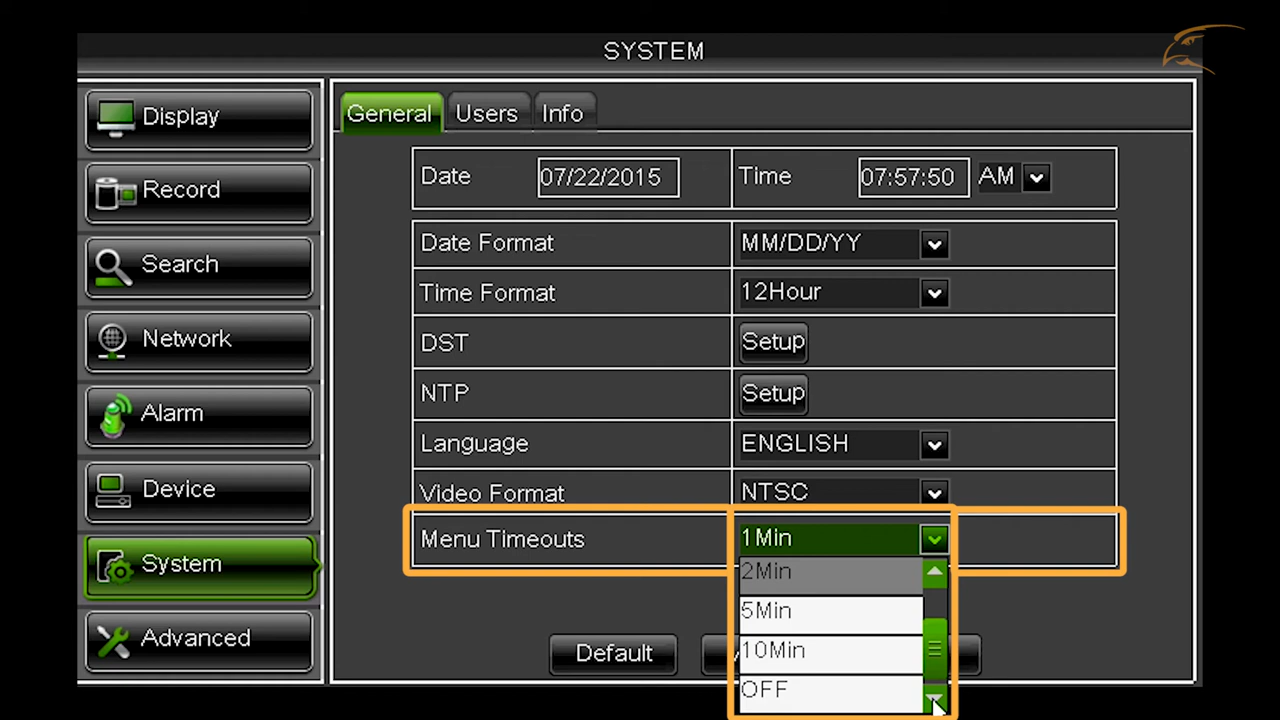 SYSTEM
Display
Record
Search
Network
Alarm
Device
System
Advanced
General Users Info
Date 07/22/2015 Time 07:57:50 AM
Date Format MM/DD/YY
Time Format 12Hour
DST Setup
NTP Setup
Language ENGLISH
Video Format NTSC
Menu Timeouts 1Min
2Min
5Min
10Min
OFF
Default